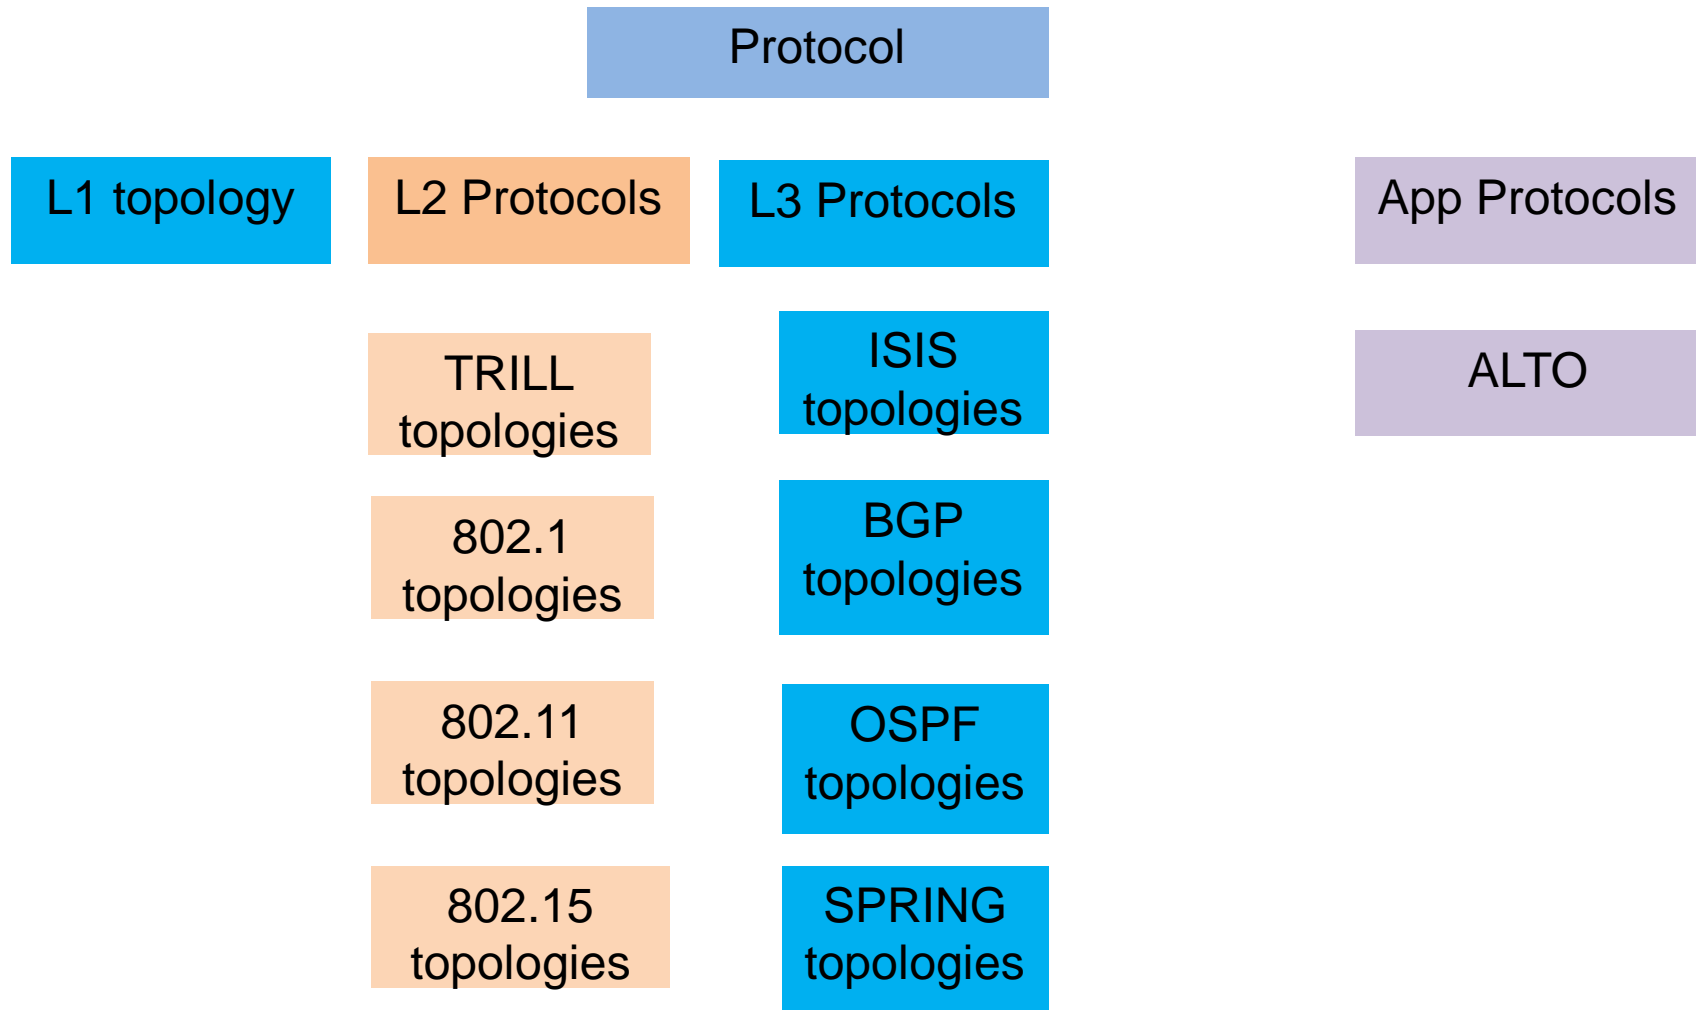 Protocol
L1 topology
L2 Protocols
L3 Protocols
App Protocols
TRILL
topologies
802.1
topologies
802.11
topologies
802.15
topologies
ISIS
topologies
BGP
topologies
OSPF
topologies
SPRING
topologies
ALTO